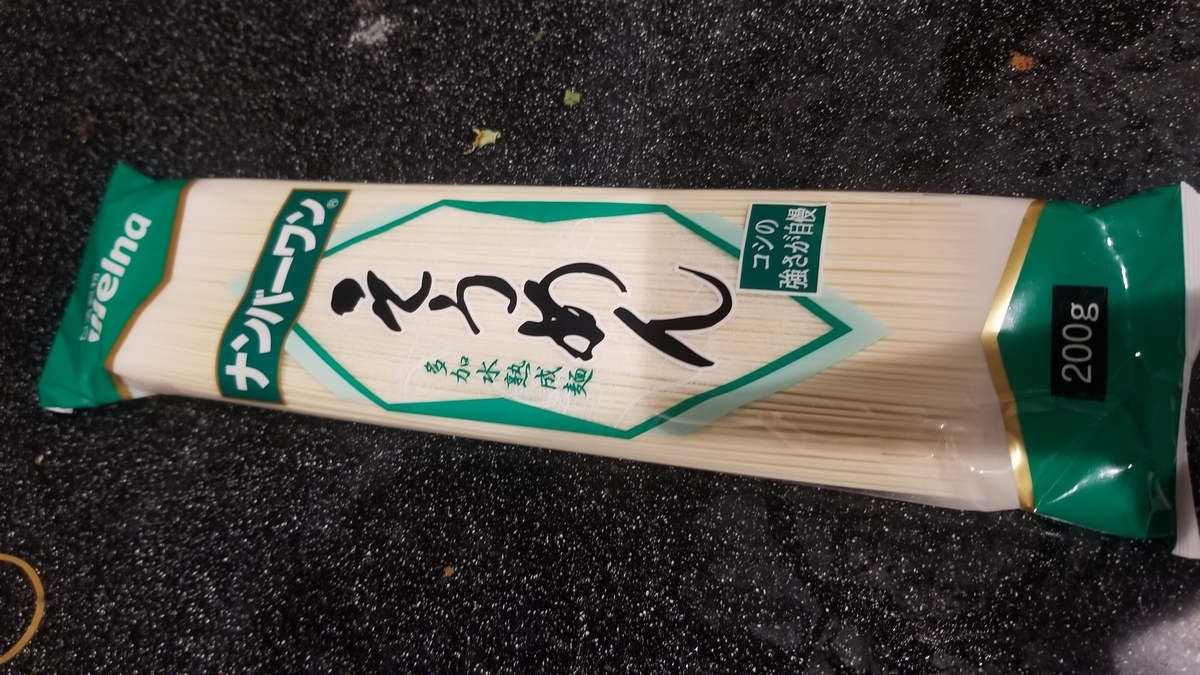 Welna
ナンバーワン®
そうめん
多加水熟成麺
コシの
強さが自慢
200g